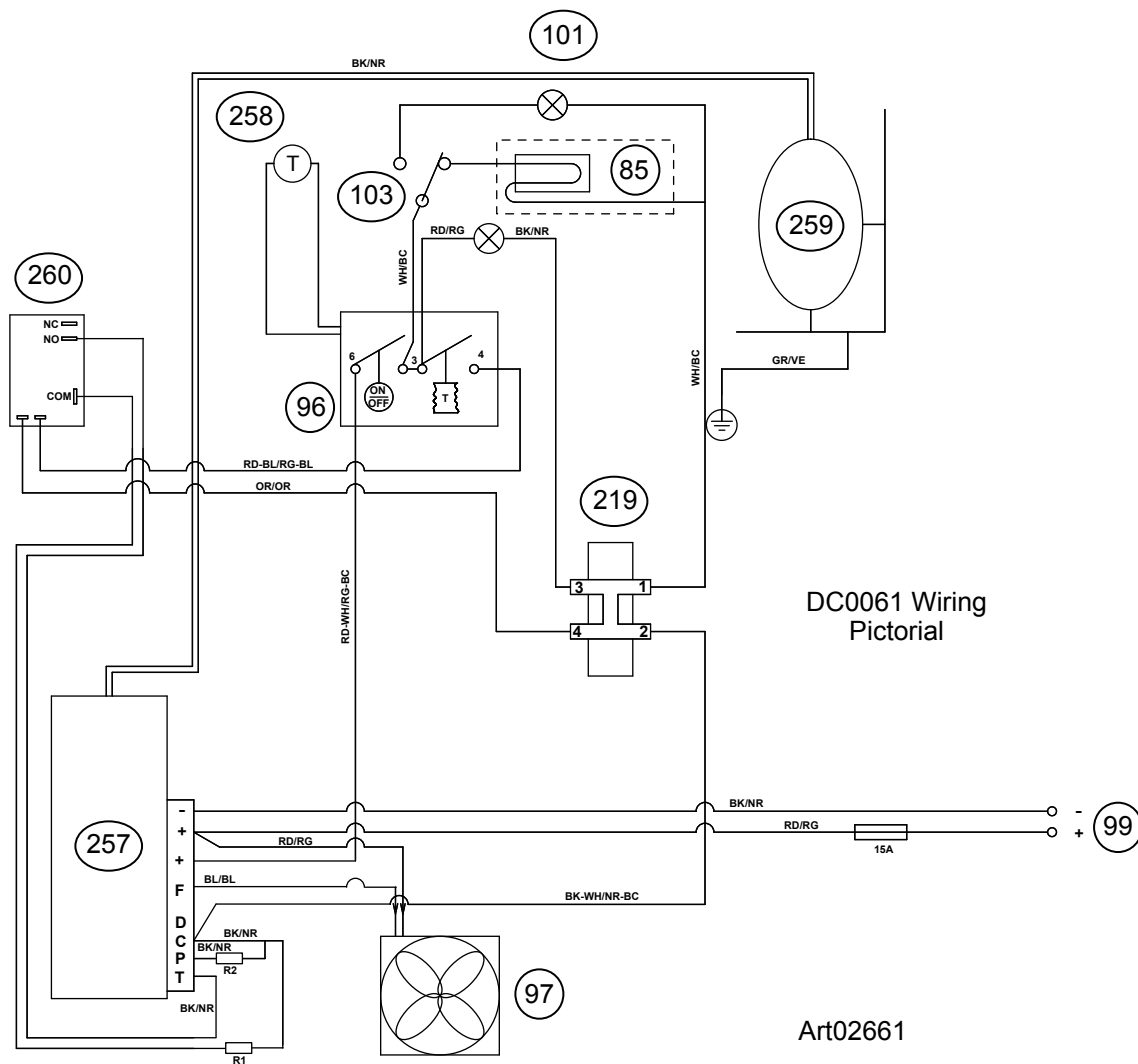 101
BK/NR
258
T
85
103
259
RD/RG
BK/NR
WH/BC
260
NC
NO
COM
6
3
4
ON
OFF
T
96
WH/BC
GR/VE
RD-BL/RG-BL
OR/OR
219
3
1
4
2
RD-WH/RG-BC
DC0061 Wiring
Pictorial
257
-
+
+
F
D
C
P
T
BK/NR
-
RD/RG
+
99
15A
RD/RG
BL/BL
BK-WH/NR-BC
BK/NR
BK/NR
R2
BK/NR
R1
97
Art02661